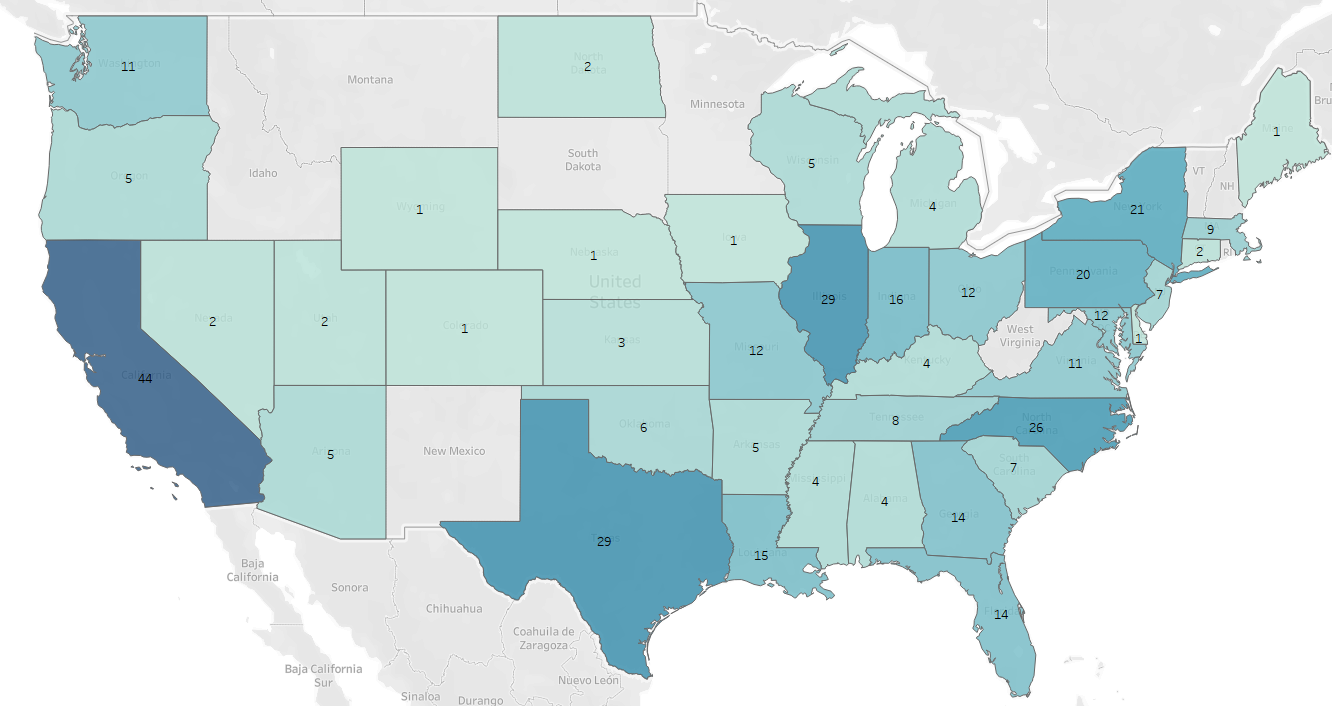 Washington
11
Montana
North
Dakota
2
Minnesota
Maine
1
Oregon
5
Idaho
South
Dakota
Wyoming
1
Wisconsin
5
Michigan
4
VT
NH
New York
21
9
2
RI
Nebraska
1
Iowa
1
United
States
California
44
Nevada
2
Utah
2
Colorado
1
Kansas
3
Missouri
12
Illinois
29
Indiana
16
Ohio
12
Pennsylvania
20
7
12
1
West
Virginia
Virginia
11
Kentucky
4
Arizona
5
New Mexico
Oklahoma
6
Arkansas
5
Tennessee
8
North
Carolina
26
South
Carolina
7
Mississippi
4
Alabama
4
Georgia
14
Texas
29
Louisiana
15
Florida
14
Baja
California
Sonora
Chihuahua
Coahuila de
Zaragoza
Nuevo León
Baja California
Sur
Sinaloa
Durango